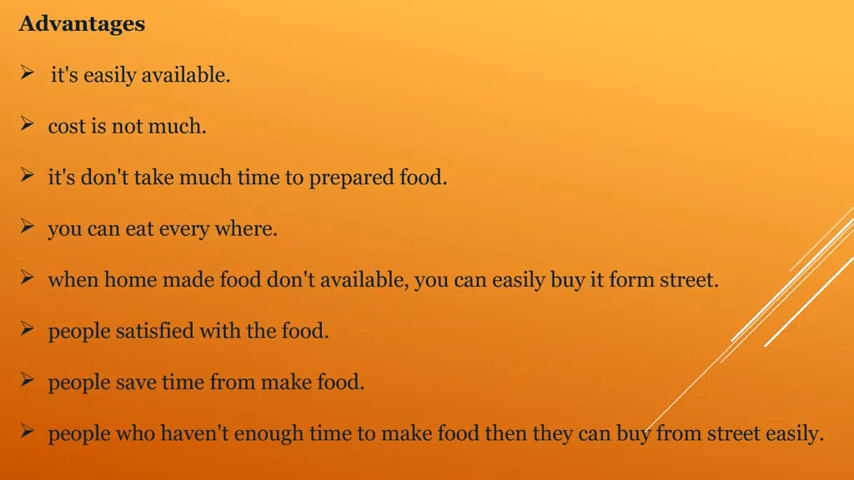 Advantages
it's easily available.
cost is not much.
it's don't take much time to prepared food.
you can eat every where.
when home made food don't available, you can easily buy it form street.
people satisfied with the food.
people save time from make food.
people who haven't enough time to make food then they can buy from street easily.